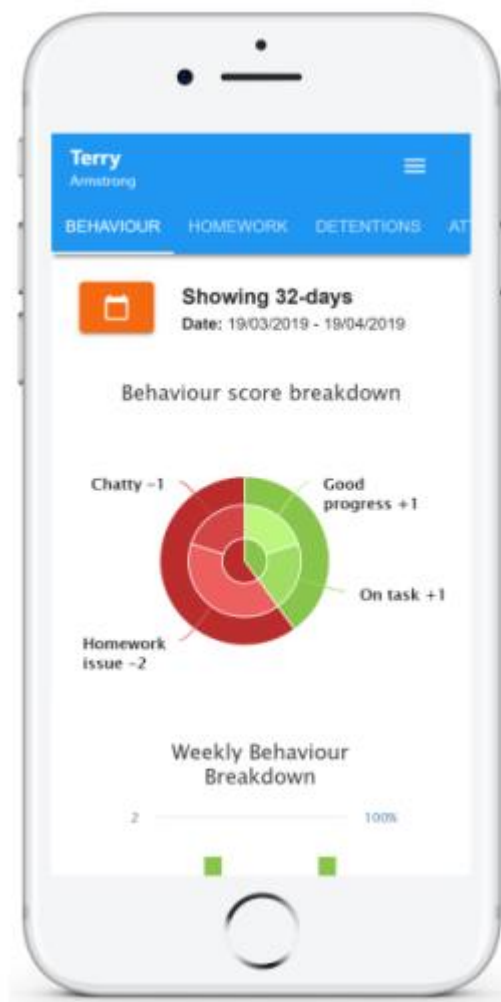 Terry
Armstrong
BEHAVIOUR HOMEWORK DETENTIONS AT
Showing 32-days
Date: 19/03/2019 - 19/04/2019
Behaviour score breakdown
Chatty -1
Good
progress +1
On task +1
Homework
issue -2
Weekly Behaviour
Breakdown
2 100%